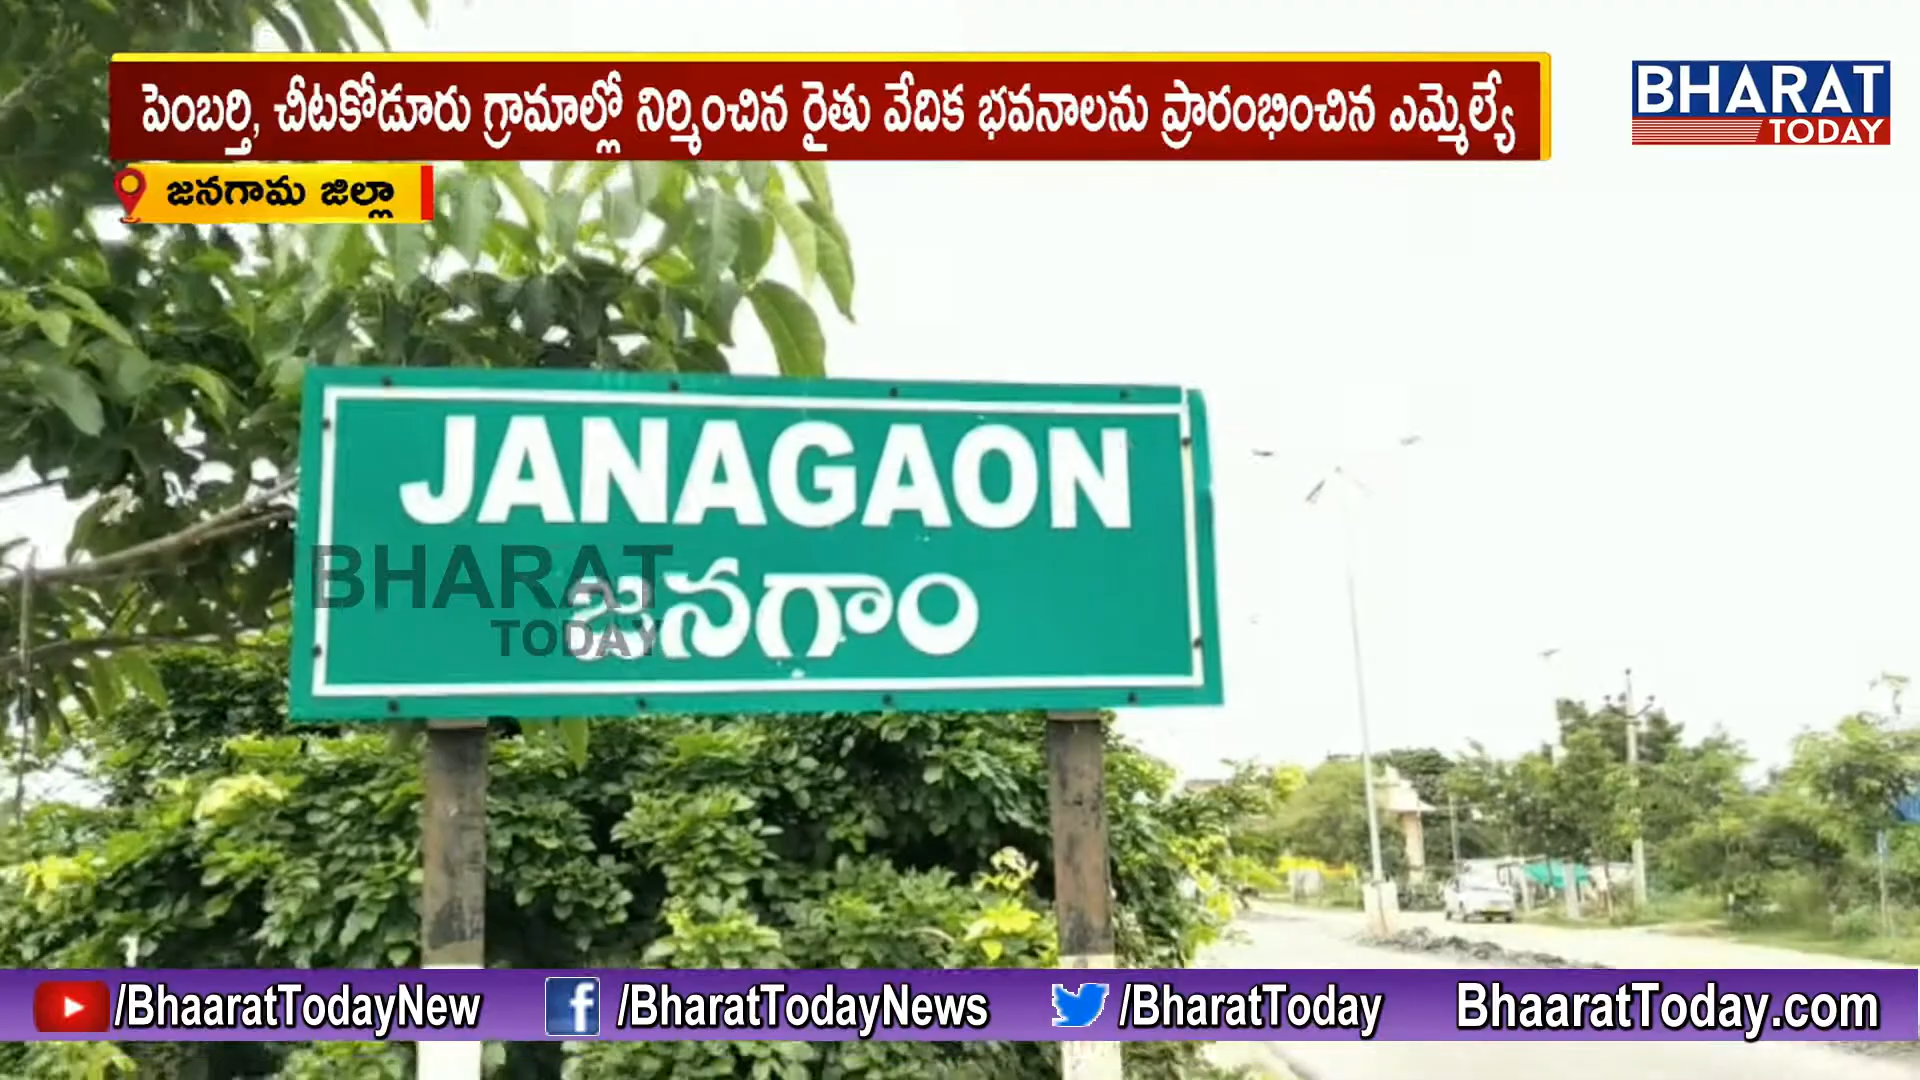 పెంబర్తి, చీటకోడూరు గ్రామాల్లో నిర్మించిన రైతు వేదిక భవనాలను ప్రారంభించిన ఎమ్మెల్యే
BHARAT
TODAY
జనగామ జిల్లా
JANAGAON
జనగాం
BHARAT
TODAY
/BhaaratTodayNew
/BharatTodayNews
/BharatToday
BhaaratToday.com